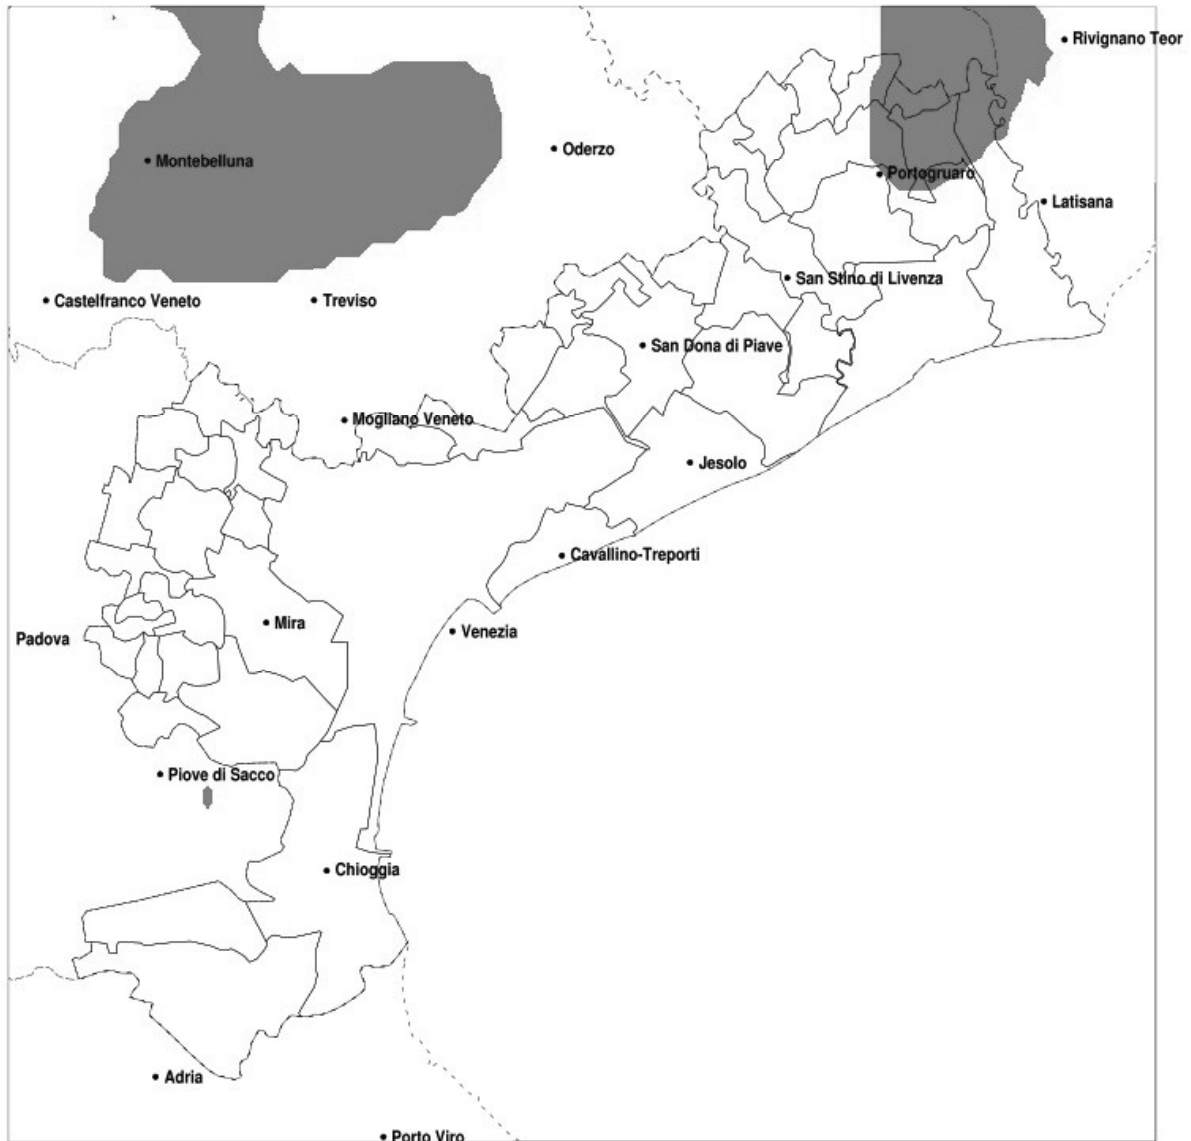 Rivignano Teor
Oderzo
Montebelluna
Portogruaro
Latisana
San Stino di Livenza
Castelfranco Veneto
Treviso
San Dona di Piave
Mogliano Veneto
Jesolo
Cavallino-Treporti
Mira
Venezia
Padova
Piove di Sacco
Chioggia
Adria
Porto Viro